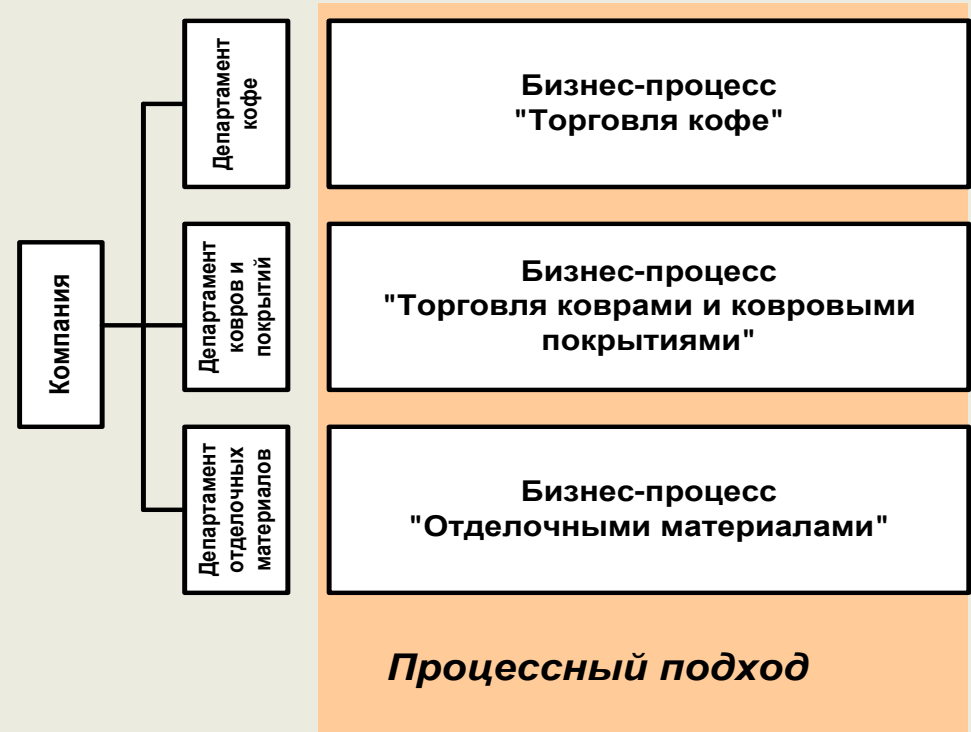 Компания
Департамент
кофе
Бизнес-процесс
"Торговля кофе"
Департамент
ковров и
покрытий
Бизнес-процесс
"Торговля коврами и ковровыми
покрытиями"
Департамент
отделочных
материалов
Бизнес-процесс
"Отделочными материалами"
Процессный подход